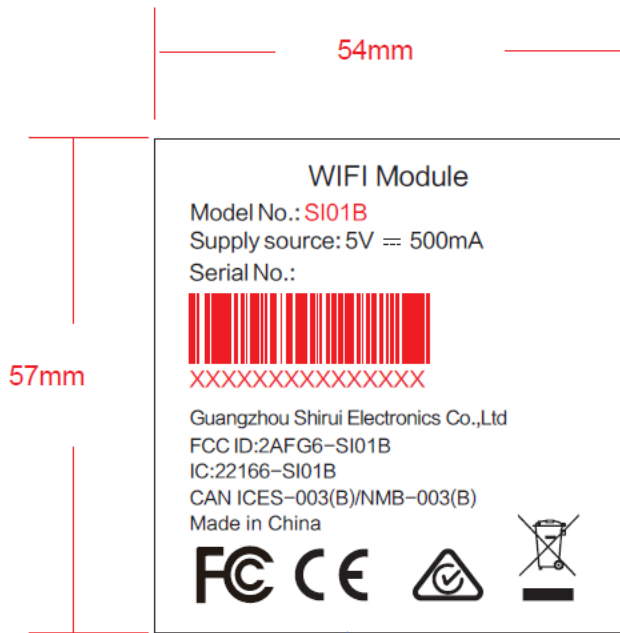 54mm
57mm
WIFI Module
Model No.: SI01B
Supply source: 5V ⎓ 500mA
Serial No.:
XXXXXXXXXXXXXXX
Guangzhou Shirui Electronics Co.,Ltd
FCC ID:2AFG6-SI01B
IC:22166-SI01B
CAN ICES-003(B)/NMB-003(B)
Made in China
FC CE